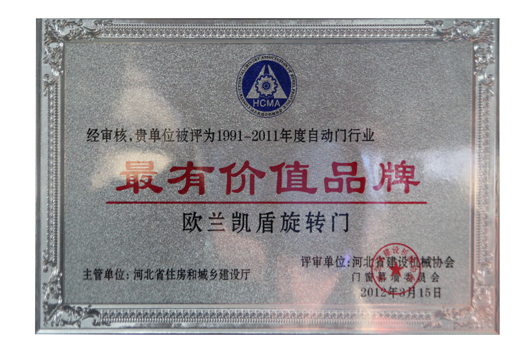 HCMA
经审核，贵单位被评为1991-2011年度自动门行业
最有价值品牌
欧兰凯盾旋转门
评审单位：河北省建设机械协会
主管单位：河北省住房和城乡建设厅
门窗幕墙委员会
2012年3月15日